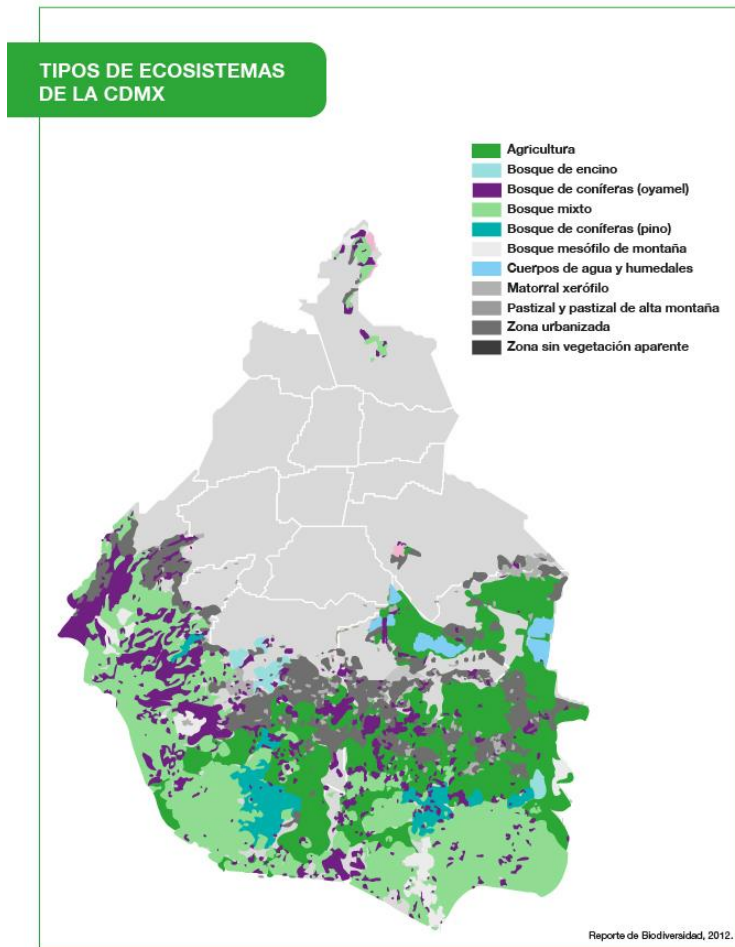 TIPOS DE ECOSISTEMAS
DE LA CDMX
Agricultura
Bosque de encino
Bosque de coníferas (oyamel)
Bosque mixto
Bosque de coníferas (pino)
Bosque mesófilo de montaña
Cuerpos de agua y humedales
Matorral xerófilo
Pastizal y pastizal de alta montaña
Zona urbanizada
Zona sin vegetación aparente
Reporte de Biodiversidad, 2012.